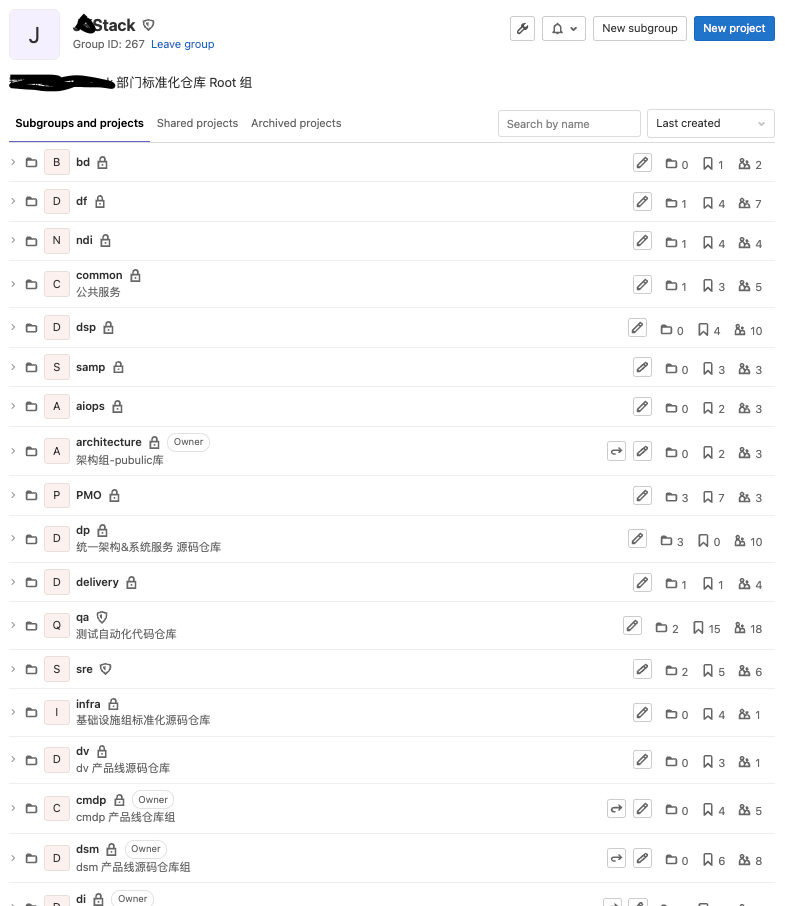 J
Stack
Group ID: 267 Leave group
New subgroup
New project
部门标准化仓库 Root 组
Subgroups and projects
Shared projects
Archived projects
Search by name
Last created
B bd 0 1 2
D df 1 4 7
N ndi 1 4 4
C common 1 3 5
公共服务
D dsp 0 4 10
S samp 0 3 3
A aiops 0 2 3
A architecture Owner 0 2 3
架构组-pubulic库
P PMO 3 7 3
D dp 3 0 10
统一架构&系统服务 源码仓库
D delivery 1 1 4
Q qa 2 15 18
测试自动化代码仓库
S sre 2 5 6
I infra 0 4 1
基础设施组标准化源码仓库
D dv 0 3 1
dv 产品线源码仓库
C cmdp Owner 0 4 5
cmdp 产品线仓库组
D dsm Owner 0 6 8
dsm 产品线源码仓库组
di Owner